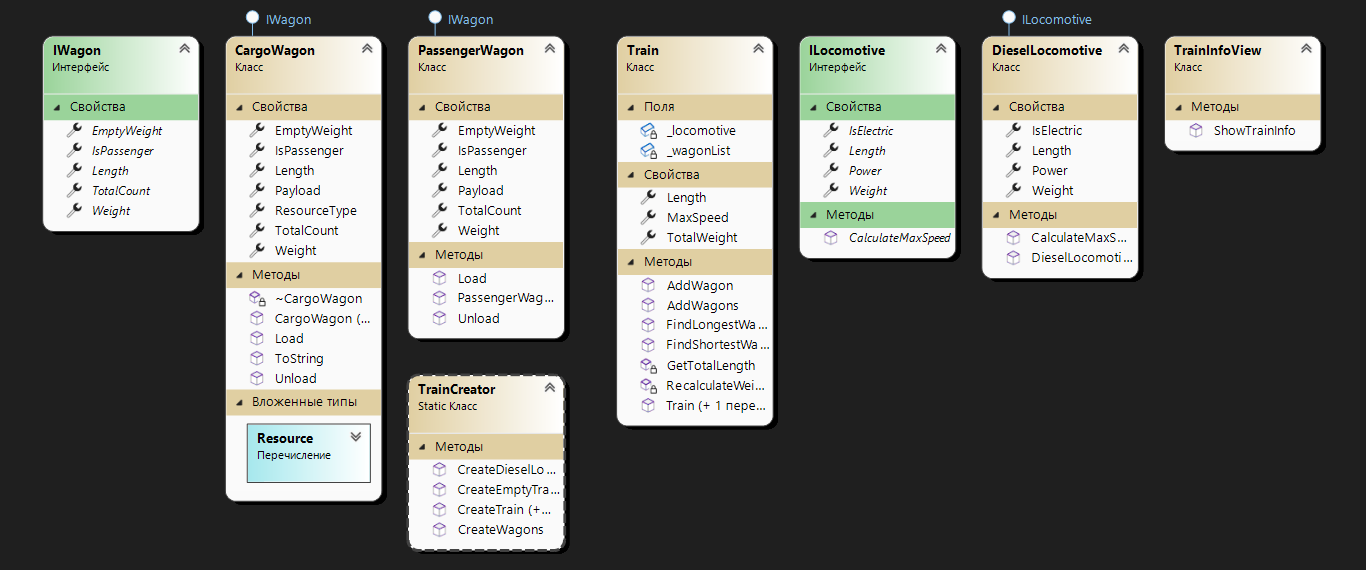 IWagon
Интерфейс
Свойства
EmptyWeight
IsPassenger
Length
TotalCount
Weight
IWagon
CargoWagon
Класс
Свойства
EmptyWeight
IsPassenger
Length
Payload
ResourceType
TotalCount
Weight
Методы
~CargoWagon
CargoWagon (...
Load
ToString
Unload
Вложенные типы
Resource
Перечисление
IWagon
PassengerWagon
Класс
Свойства
EmptyWeight
IsPassenger
Length
Payload
TotalCount
Weight
Методы
Load
PassengerWag...
Unload
TrainCreator
Static Класс
Методы
CreateDieselLo ...
CreateEmptyTra...
CreateTrain (+...
CreateWagons
Train
Класс
Поля
_locomotive
_wagonList
Свойства
Length
MaxSpeed
TotalWeight
Методы
AddWagon
AddWagons
FindLongestWa ...
FindShortestWa...
GetTotalLength
RecalculateWei...
Train (+ 1 пере...
ILocomotive
Интерфейс
Свойства
IsElectric
Length
Power
Weight
Методы
CalculateMaxSpeed
ILocomotive
DieselLocomotive
Класс
Свойства
IsElectric
Length
Power
Weight
Методы
CalculateMaxS...
DieselLocomoti ...
TrainInfoView
Класс
Методы
ShowTrainInfo